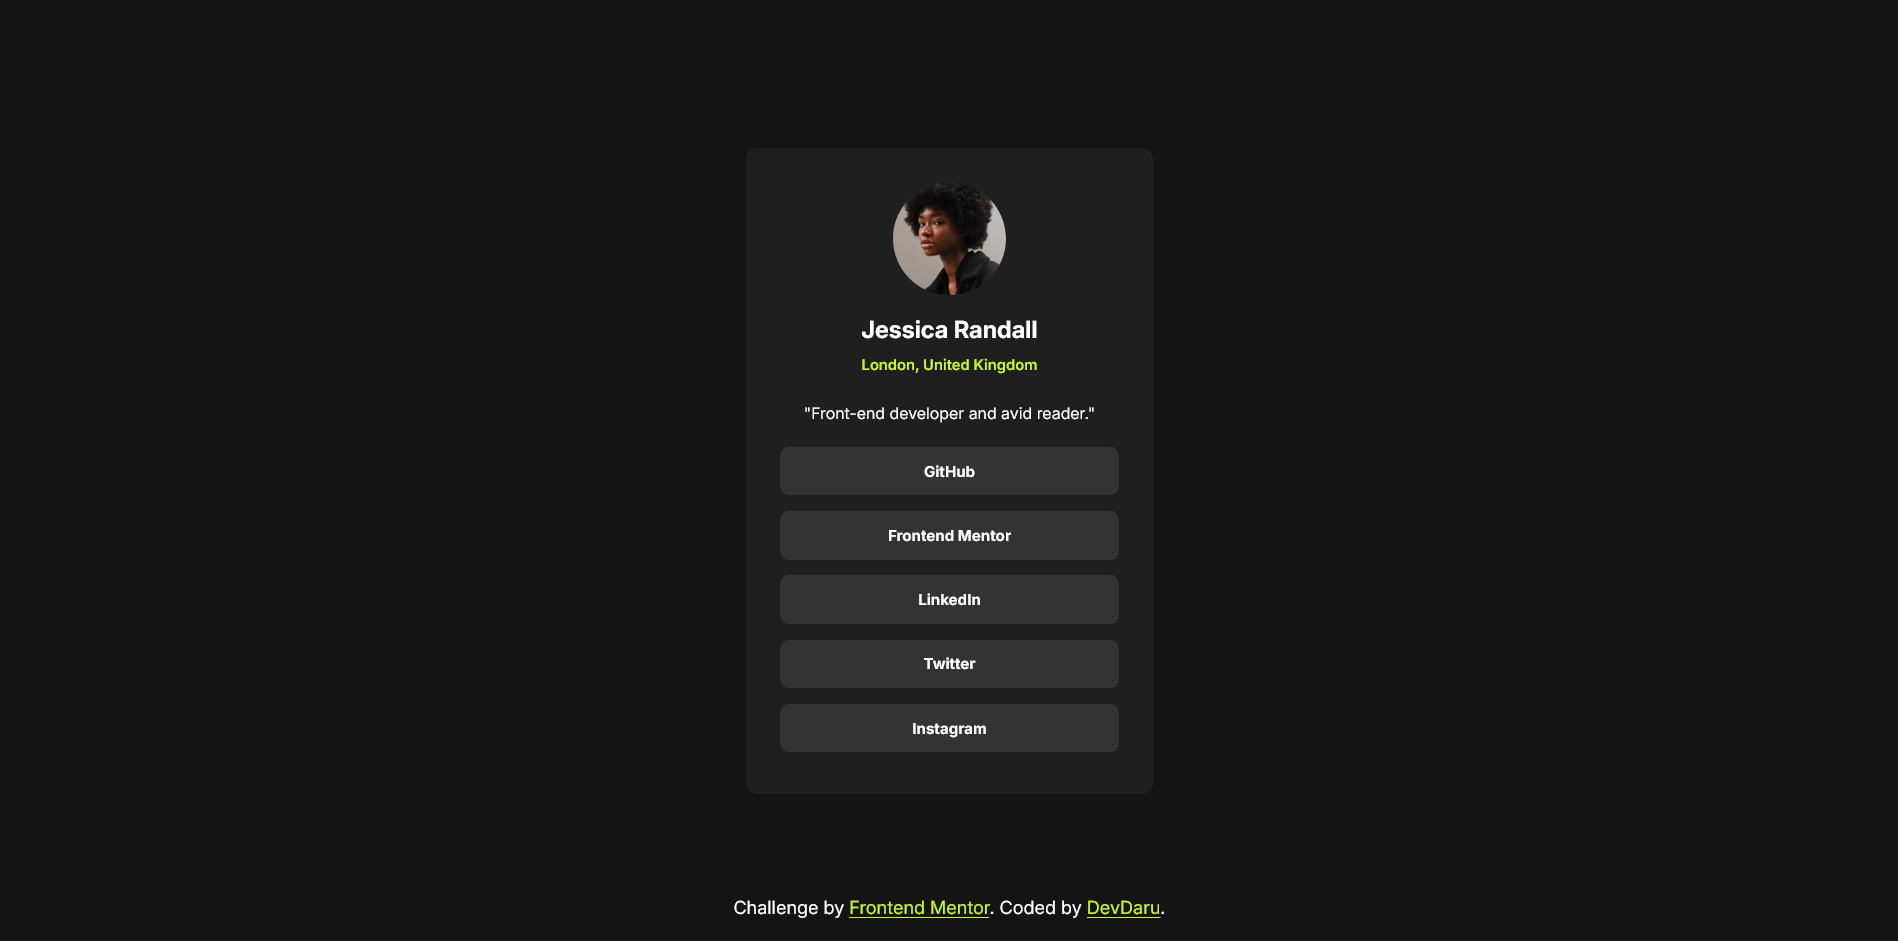 Jessica Randall
London, United Kingdom
"Front-end developer and avid reader."
GitHub
Frontend Mentor
LinkedIn
Twitter
Instagram
Challenge by Frontend Mentor. Coded by DevDaru.